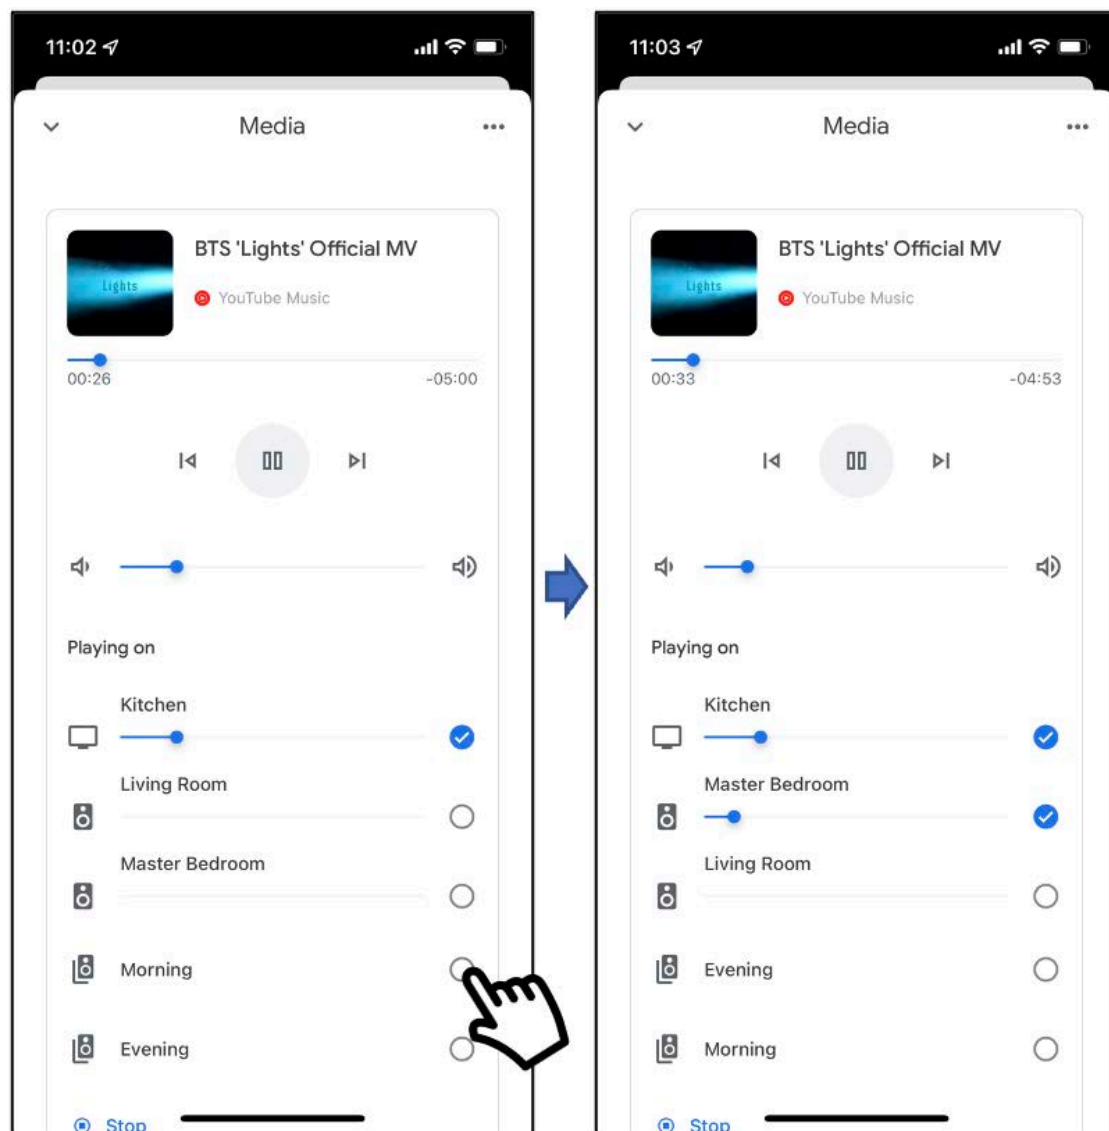 11:02
Media
BTS 'Lights' Official MV
Lights
YouTube Music
00:26 -05:00
Playing on
Kitchen
Living Room
Master Bedroom
Morning
Evening
Stop
11:03
Media
BTS 'Lights' Official MV
Lights
YouTube Music
00:33 -04:53
Playing on
Kitchen
Master Bedroom
Living Room
Evening
Morning
Stop